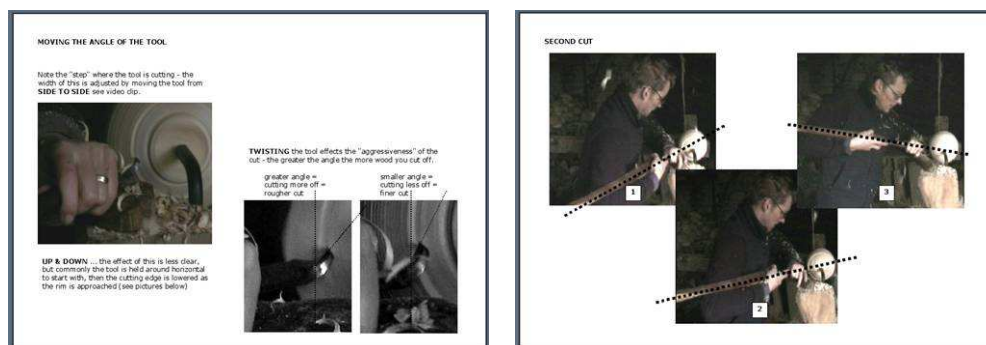 MOVING THE ANGLE OF THE TOOL
Note the "step" where the tool is cutting - the
width of this is adjusted by moving the tool from
SIDE TO SIDE see video clip.
TWISTING the tool effects the "aggressiveness" of the
cut - the greater the angle the more wood you cut off.
greater angle =
cutting more off =
rougher cut
smaller angle =
cutting less off =
finer cut
UP & DOWN ... the effect of this is less clear,
but commonly the tool is held around horizontal
to start with, then the cutting edge is lowered as
the rim is approached (see pictures below)
SECOND CUT
1
3
2